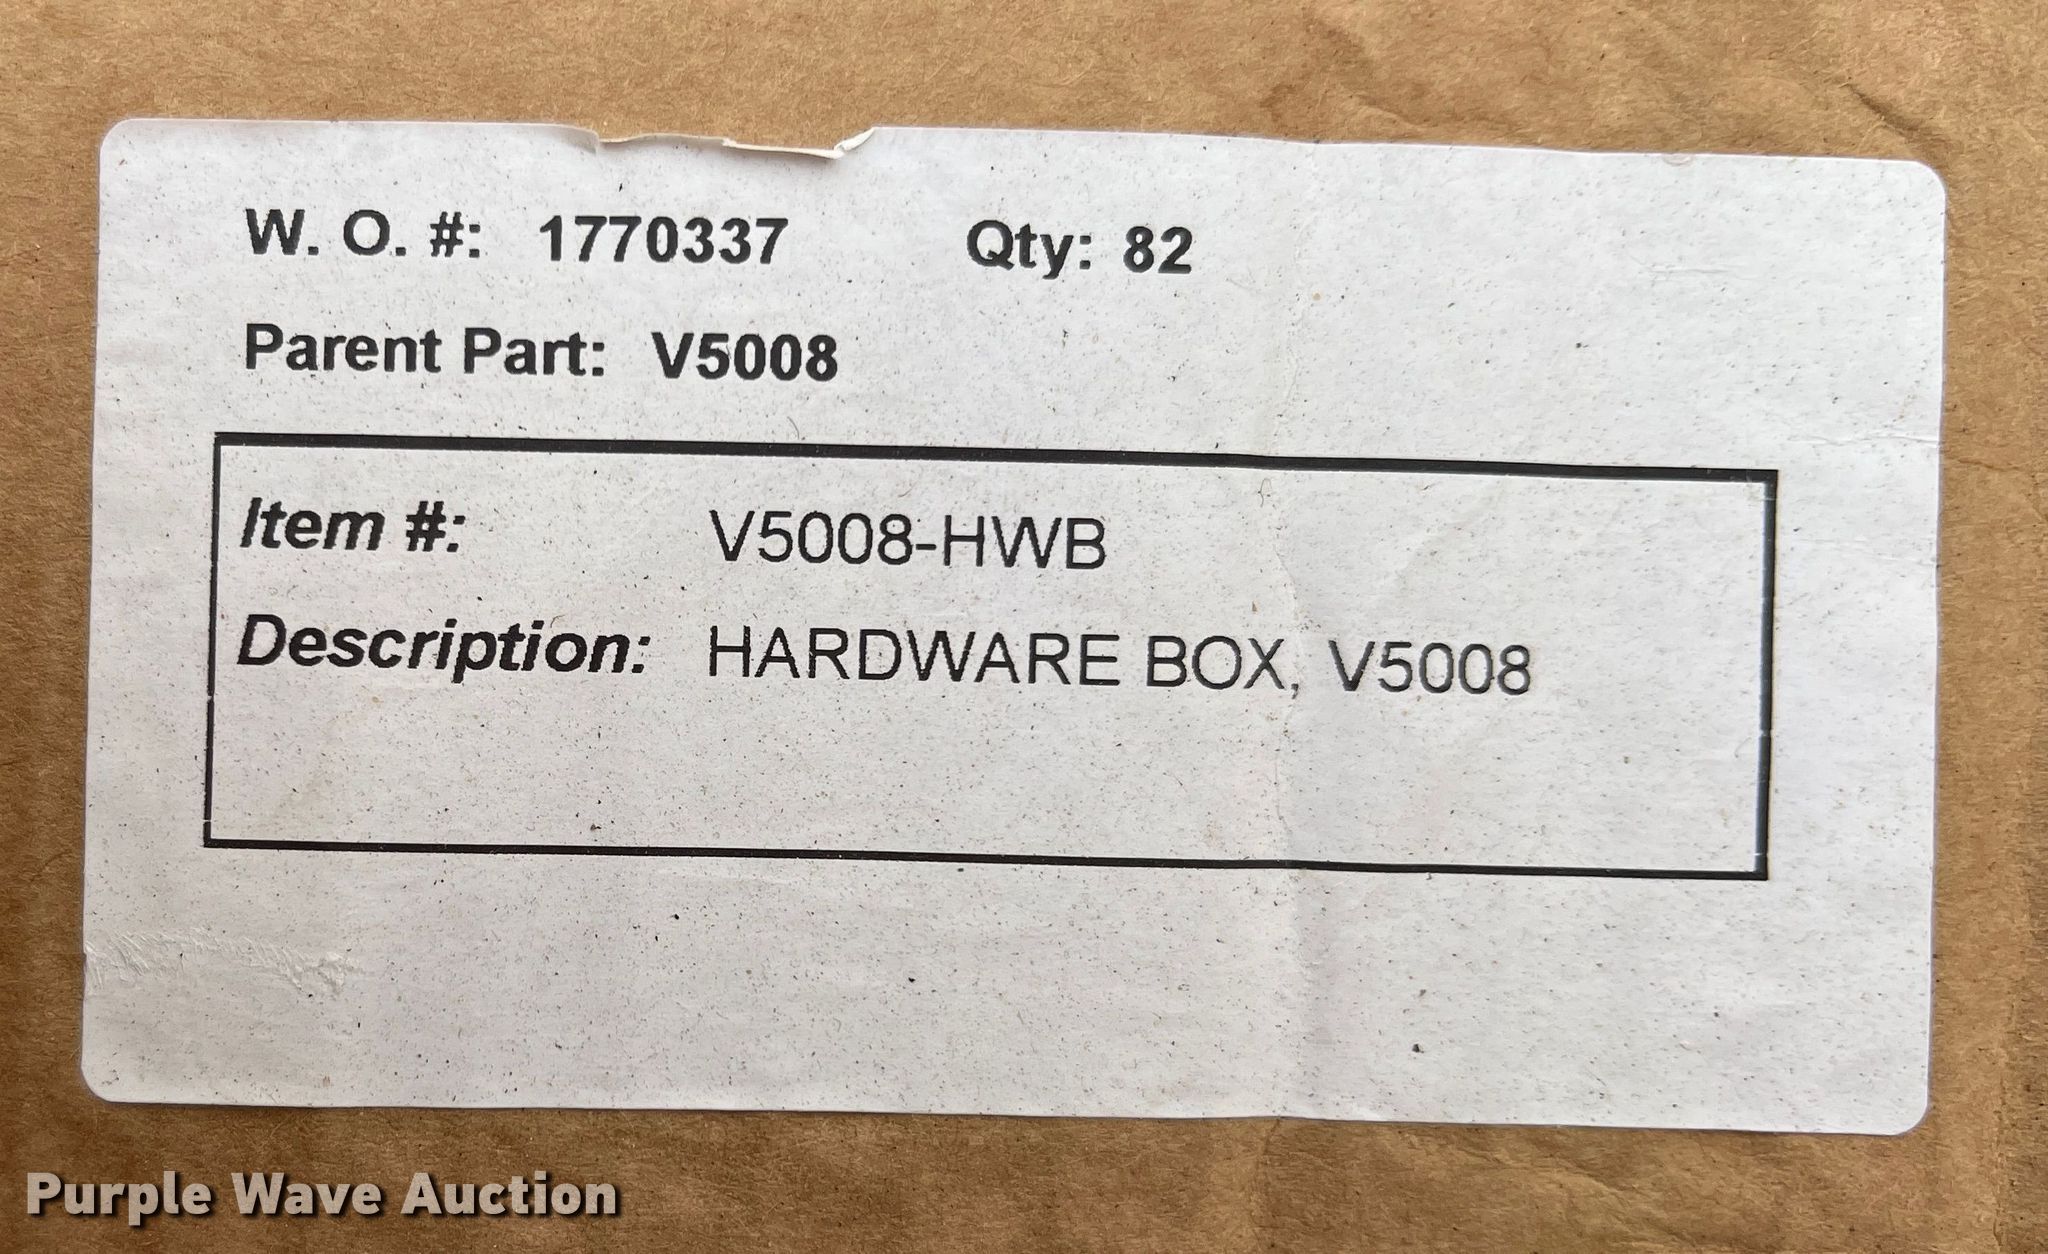 W. O. #: 1770337 Qty: 82
Parent Part: V5008
Item #: V5008-HWB
Description: HARDWARE BOX, V5008
Purple Wave Auction